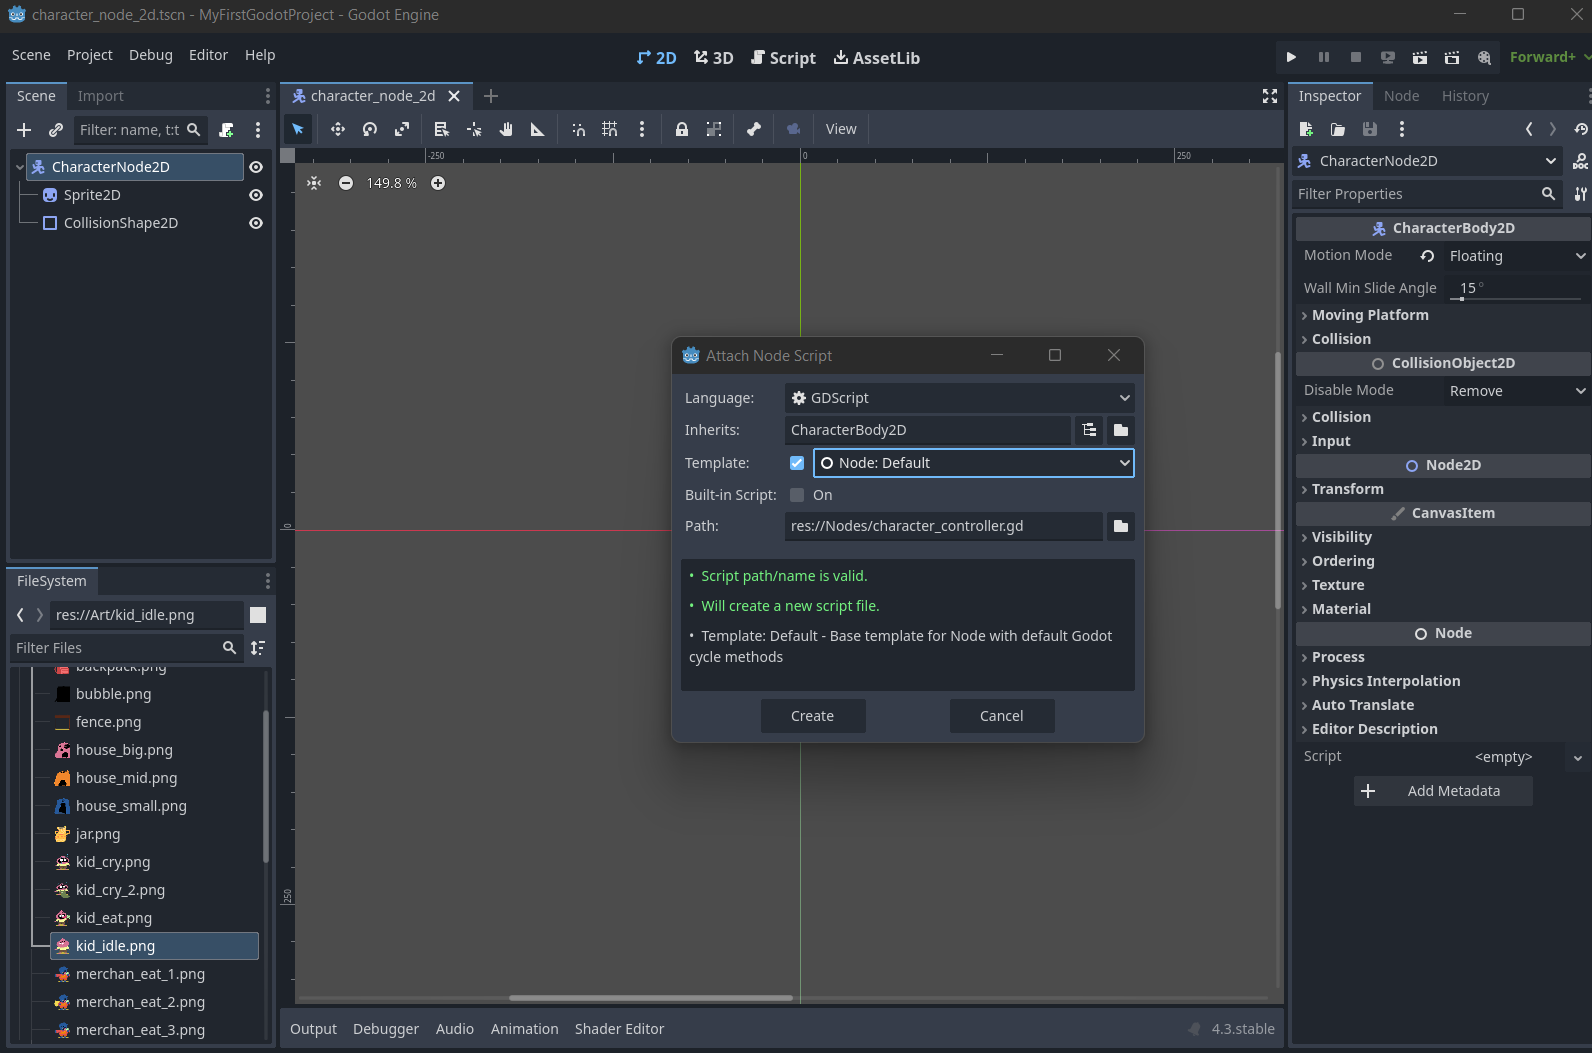 character_node_2d.tscn - MyFirstGodotProject - Godot Engine
Scene Project Debug Editor Help
2D 3D Script AssetLib
Forward+
Scene Import
Filter: name, t:t
CharacterNode2D
Sprite2D
CollisionShape2D
FileSystem
res://Art/kid_idle.png
Filter Files
backpack.png
bubble.png
fence.png
house_big.png
house_mid.png
house_small.png
jar.png
kid_cry.png
kid_cry_2.png
kid_eat.png
kid_idle.png
merchan_eat_1.png
merchan_eat_2.png
merchan_eat_3.png
character_node_2d
View
-250 0 250
149.8 %
0
250
Attach Node Script
Language: GDScript
Inherits: CharacterBody2D
Template: Node: Default
Built-in Script: On
Path: res://Nodes/character_controller.gd
• Script path/name is valid.
• Will create a new script file.
• Template: Default - Base template for Node with default Godot
cycle methods
Create Cancel
Output Debugger Audio Animation Shader Editor
4.3.stable
Inspector Node History
CharacterNode2D
DOC
Filter Properties
CharacterBody2D
Motion Mode Floating
Wall Min Slide Angle 15 °
Moving Platform
Collision
CollisionObject2D
Disable Mode Remove
Collision
Input
Node2D
Transform
CanvasItem
Visibility
Ordering
Texture
Material
Node
Process
Physics Interpolation
Auto Translate
Editor Description
Script <empty>
Add Metadata